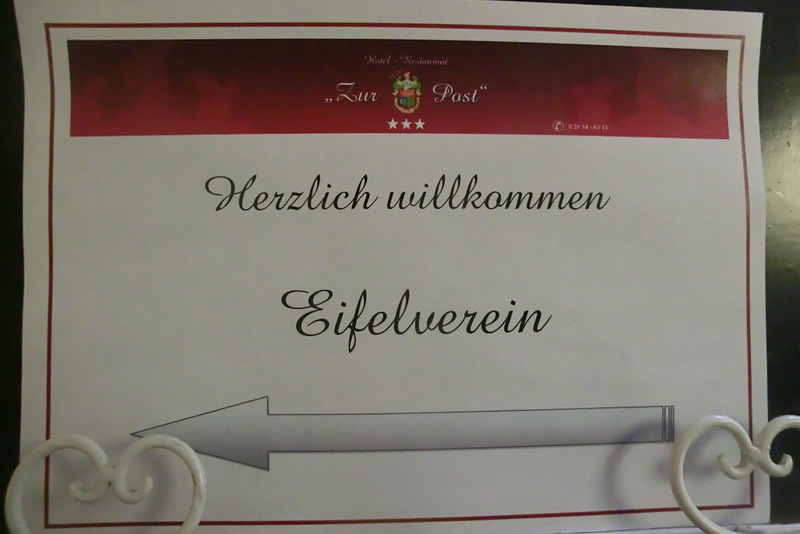 Hotel - Restaurant
„Zur Post“
Herzlich willkommen
Eifelverein